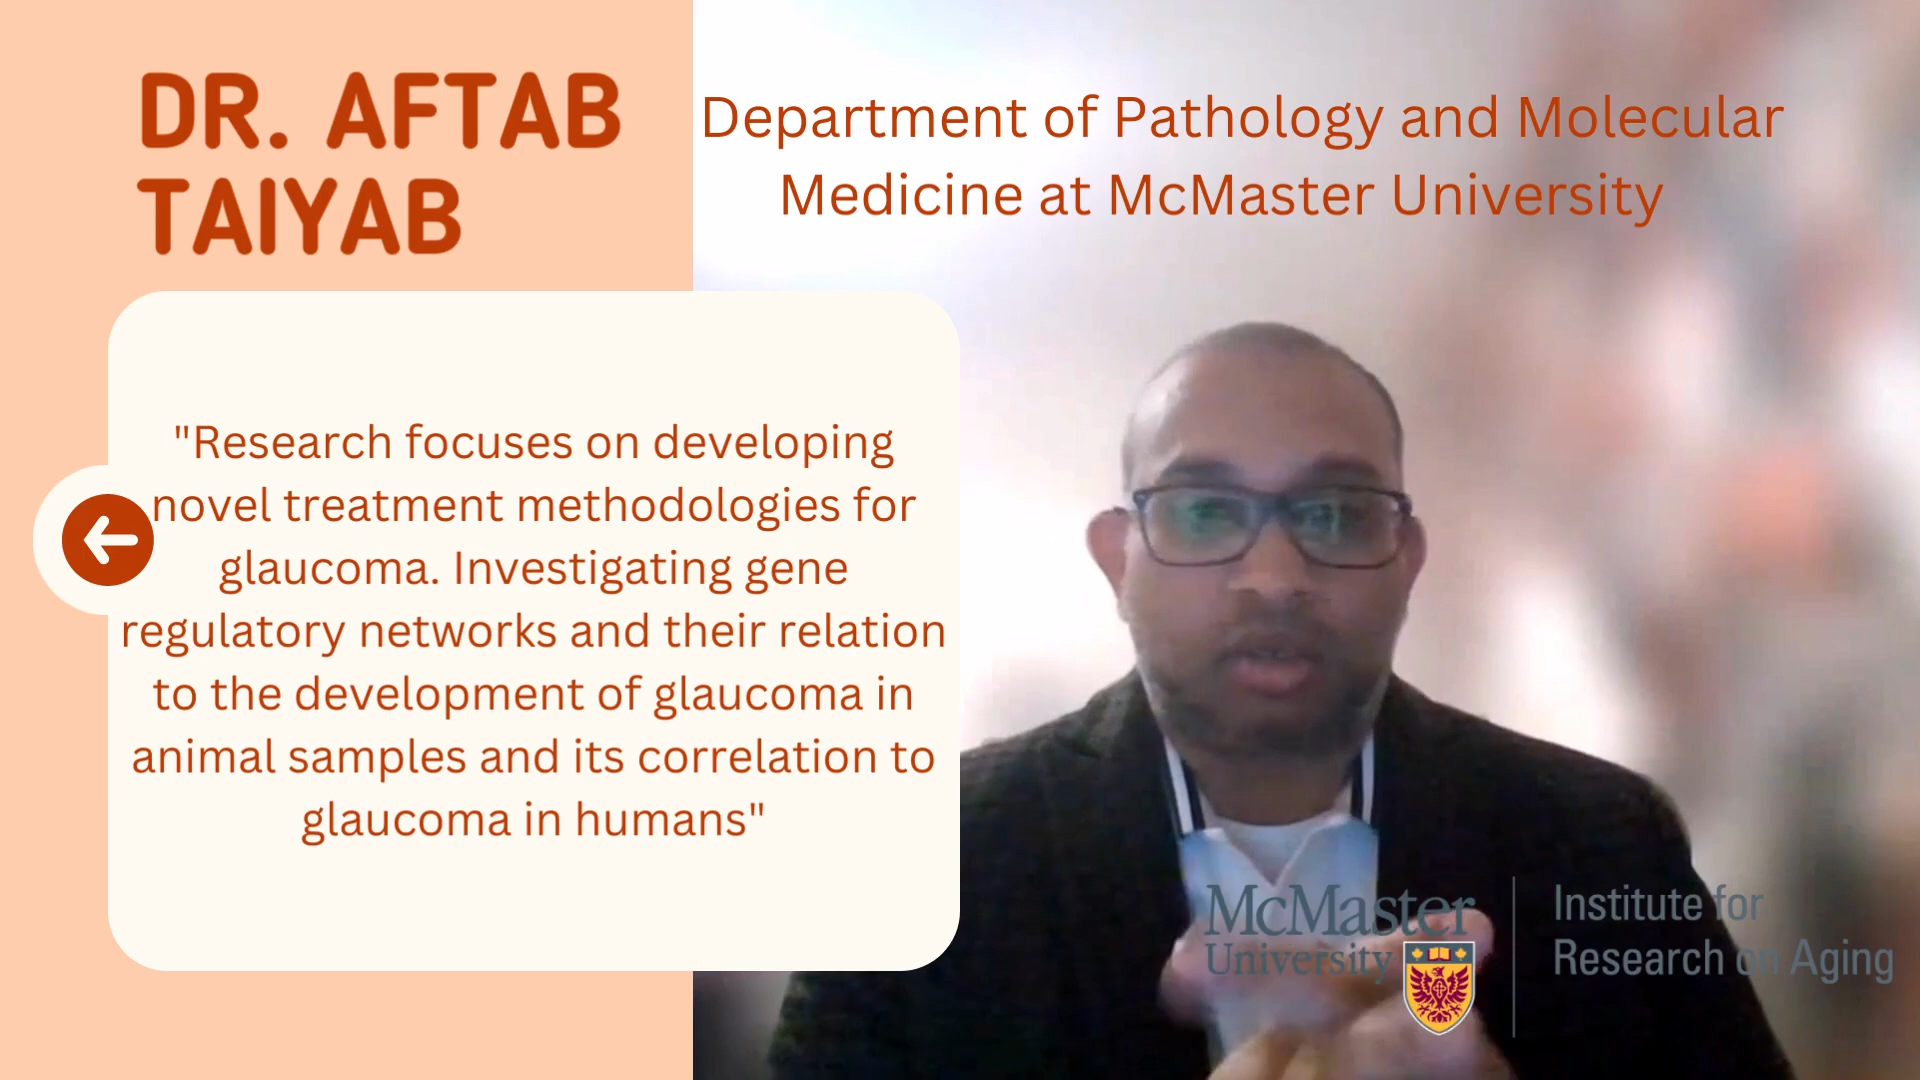 DR. AFTAB
TAIYAB
Department of Pathology and Molecular
Medicine at McMaster University
"Research focuses on developing
novel treatment methodologies for
glaucoma. Investigating gene
regulatory networks and their relation
to the development of glaucoma in
animal samples and its correlation to
glaucoma in humans"
McMaster
University
Institute for
Research on Aging